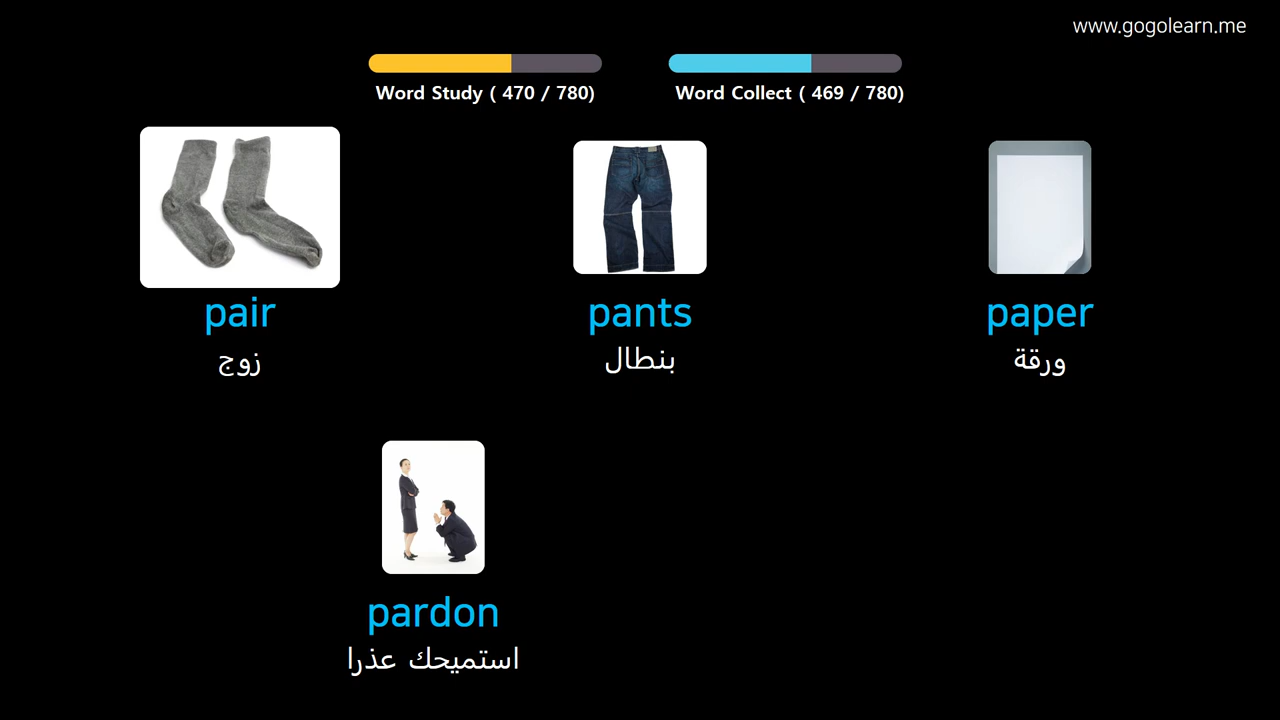 www.gogolearn.me
Word Study ( 470 / 780)
Word Collect ( 469 / 780)
pair
زوج
pants
بنطال
paper
ورقة
pardon
استميحك عذرا